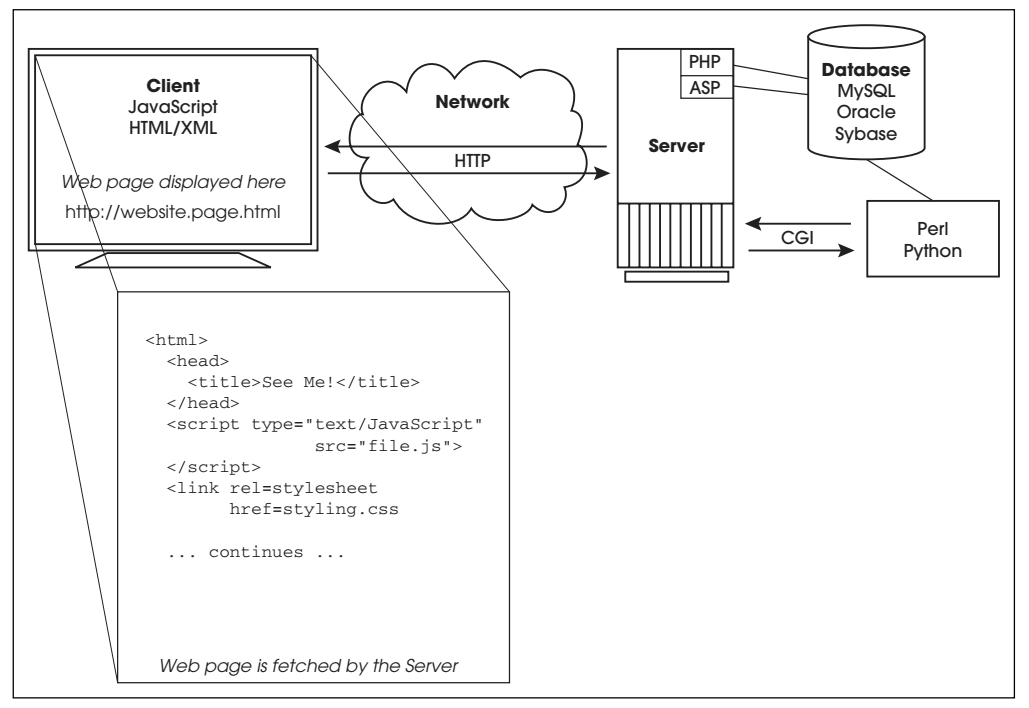 Client
JavaScript
HTML/XML
Web page displayed here
http://website.page.html
Network
HTTP
PHP
ASP
Server
Database
MySQL
Oracle
Sybase
CGI
Perl
Python
<html>
<head>
<title>See Me!</title>
</head>
<script type="text/JavaScript"
src="file.js">
</script>
<link rel=stylesheet
href=styling.css
... continues ...
Web page is fetched by the Server